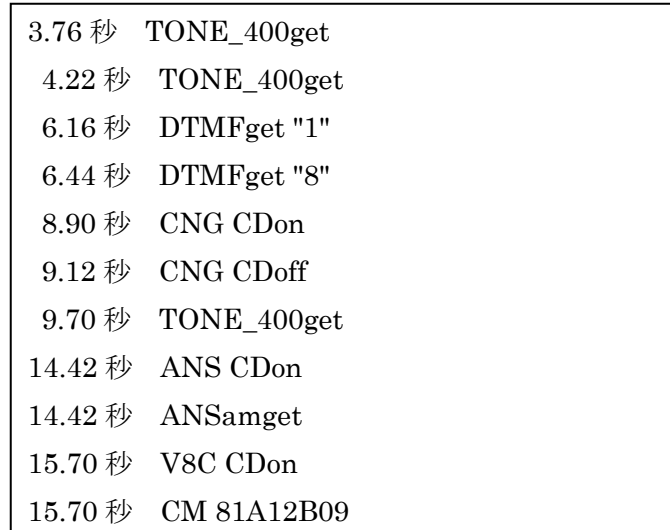 3.76 秒 TONE_400get
4.22 秒 TONE_400get
6.16 秒 DTMFget "1"
6.44 秒 DTMFget "8"
8.90 秒 CNG CDon
9.12 秒 CNG CDoff
9.70 秒 TONE_400get
14.42 秒 ANS CDon
14.42 秒 ANSamget
15.70 秒 V8C CDon
15.70 秒 CM 81A12B09